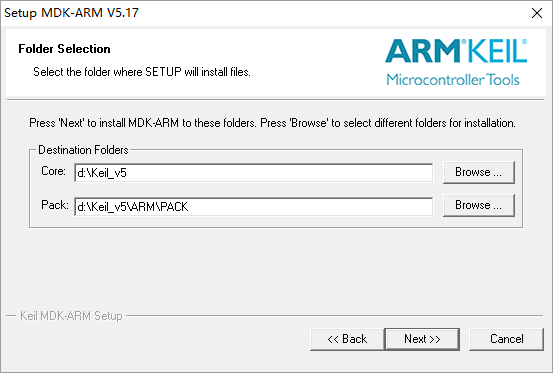 Setup MDK-ARM V5.17
Folder Selection
Select the folder where SETUP will install files.
ARM®KEIL®
Microcontroller Tools
Press 'Next' to install MDK-ARM to these folders. Press 'Browse' to select different folders for installation.
Destination Folders
Core: d:\Keil_v5 Browse ...
Pack: d:\Keil_v5\ARM\PACK Browse ...
Keil MDK-ARM Setup
<< Back Next >> Cancel